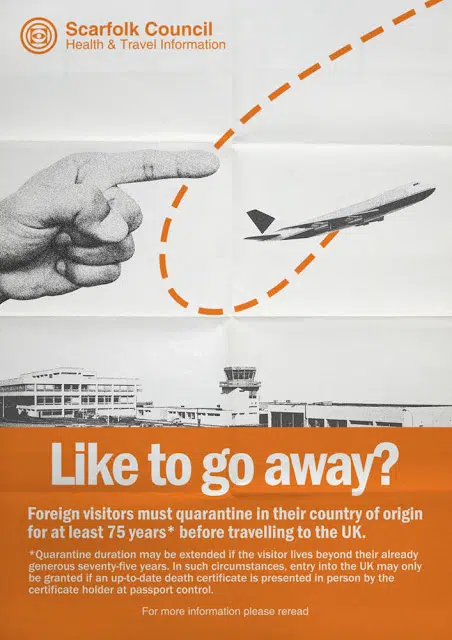 Scarfolk Council
Health & Travel Information
Like to go away?
Foreign visitors must quarantine in their country of origin
for at least 75 years* before travelling to the UK.
*Quarantine duration may be extended if the visitor lives beyond their already
generous seventy-five years. In such circumstances, entry into the UK may only
be granted if an up-to-date death certificate is presented in person by the
certificate holder at passport control.
For more information please reread